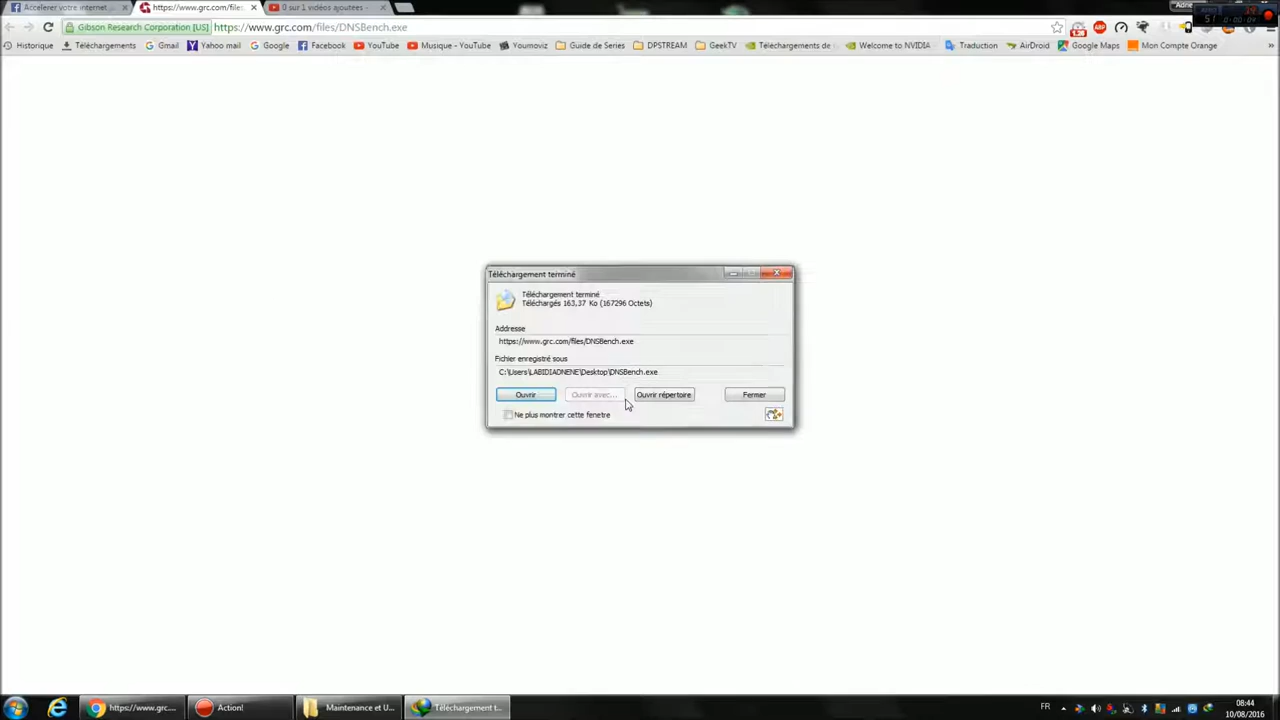 Accelerer votre internet ...
https://www.grc.com/files
0 sur 1 vidéos ajoutées -
Gibson Research Corporation [US]
https://www.grc.com/files/DNSBench.exe
Historique
Téléchargements
Gmail
Yahoo mail
Google
Facebook
YouTube
Musique - YouTube
Youmoviz
Guide de Series
DPSTREAM
GeekTV
Téléchargements de
Welcome to NVIDIA
Traduction
AirDroid
Google Maps
Mon Compte Orange
Téléchargement terminé
Téléchargement terminé
Téléchargés 163,37 Ko (167296 Octets)
Addresse
https://www.grc.com/files/DNSBench.exe
Fichier enregistré sous
C:\Users\LABIDIADNENE\Desktop\DNSBench.exe
Ouvrir
Ouvrir avec...
Ouvrir répertoire
Fermer
Ne plus montrer cette fenetre
https://www.grc....
Action!
Maintenance et U...
Téléchargement t...
FR
08:44
10/08/2016